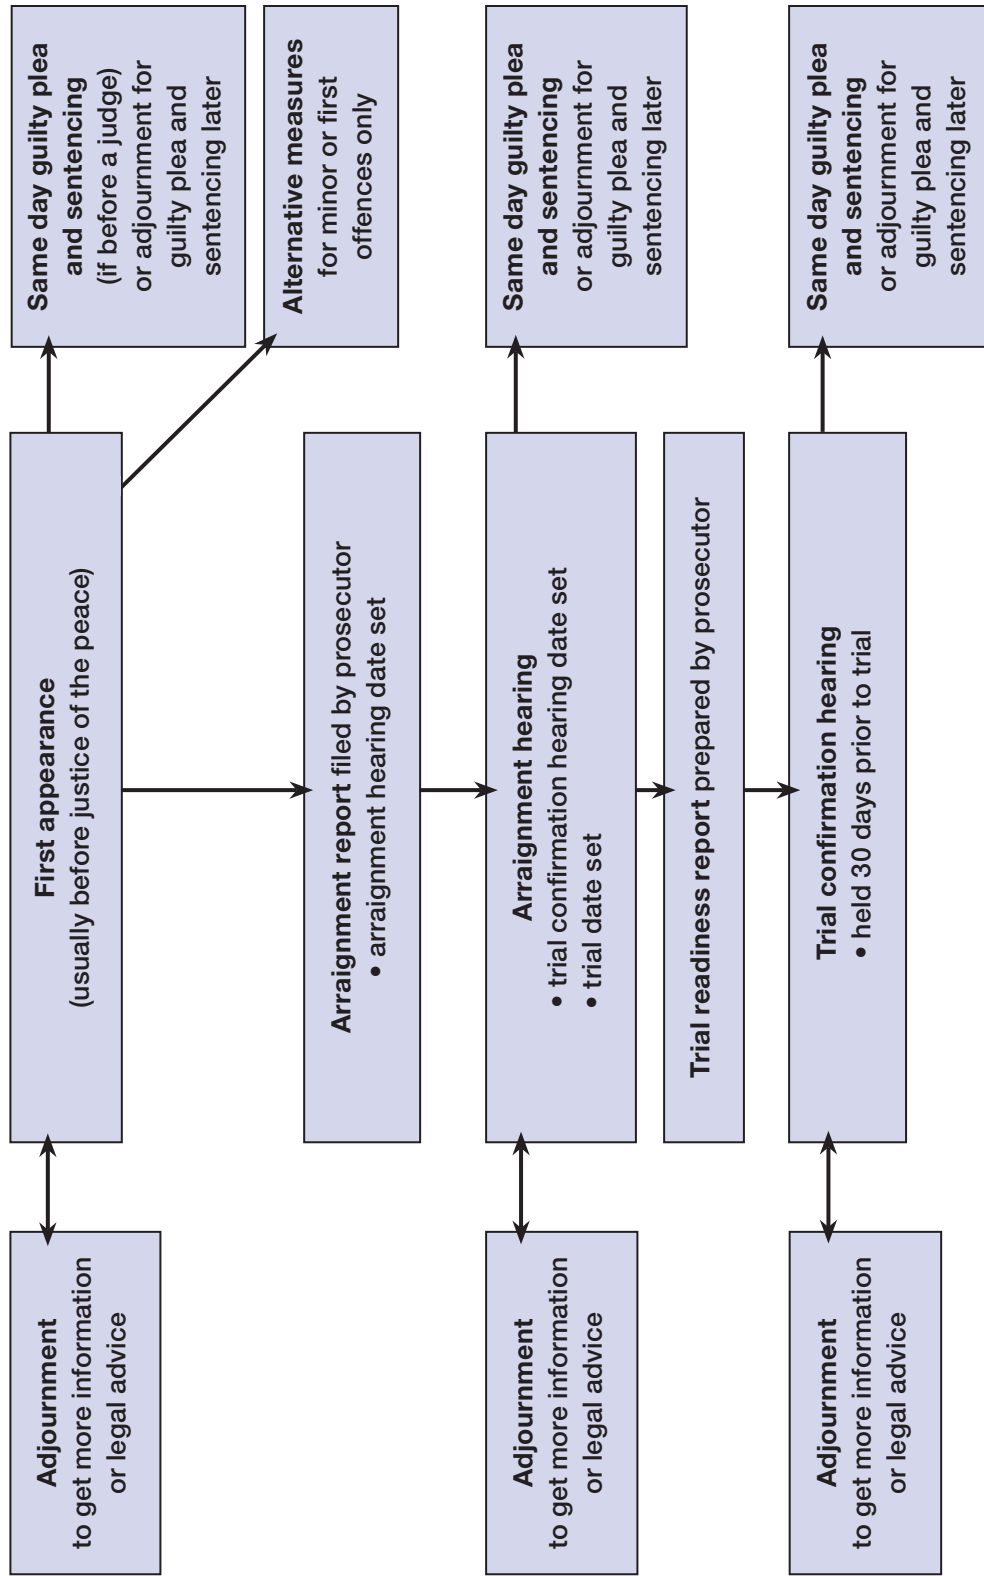 Adjournment
to get more information
or legal advice
First appearance
(usually before justice of the peace)
Same day guilty plea
and sentencing
(if before a judge)
or adjournment for
guilty plea and
sentencing later
Alternative measures
for minor or first
offences only
Arraignment report filed by prosecutor
• arraignment hearing date set
Adjournment
to get more information
or legal advice
Arraignment hearing
• trial confirmation hearing date set
• trial date set
Same day guilty plea
and sentencing
or adjournment for
guilty plea and
sentencing later
Trial readiness report prepared by prosecutor
Adjournment
to get more information
or legal advice
Trial confirmation hearing
• held 30 days prior to trial
Same day guilty plea
and sentencing
or adjournment for
guilty plea and
sentencing later